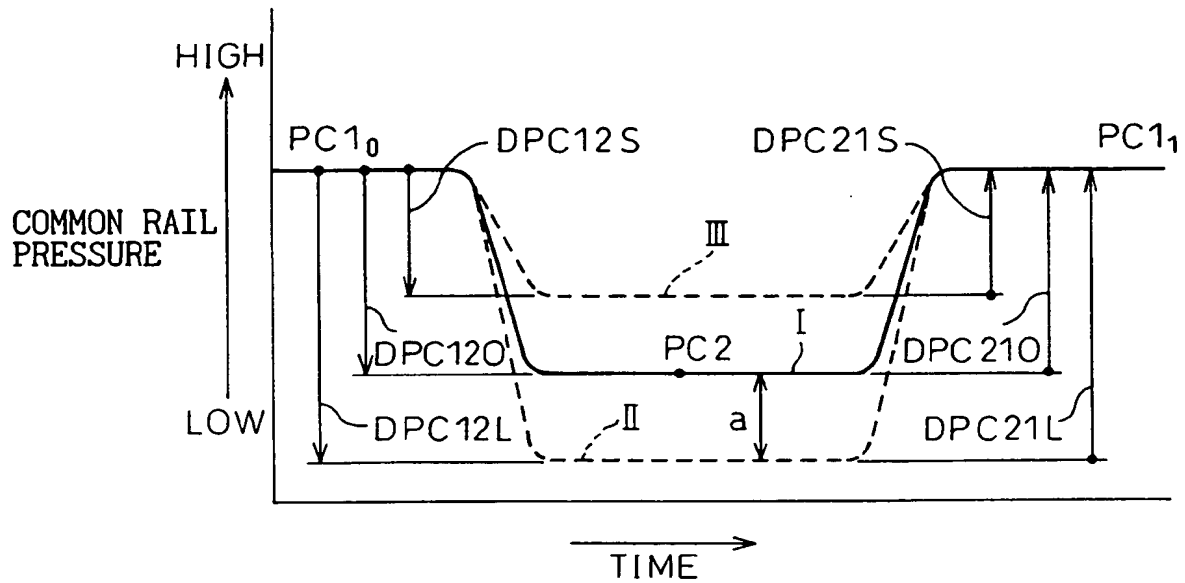 HIGH
PC1₀
DPC12S
DPC21S
PC1₁
COMMON RAIL
PRESSURE
III
I
DPC12O
PC2
DPC21O
LOW
DPC12L
II
a
DPC21L
TIME